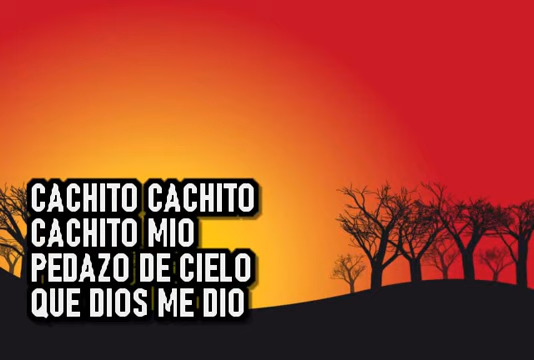 CACHITO CACHITO
CACHITO MIO
PEDAZO DE CIELO
QUE DIOS ME DIO